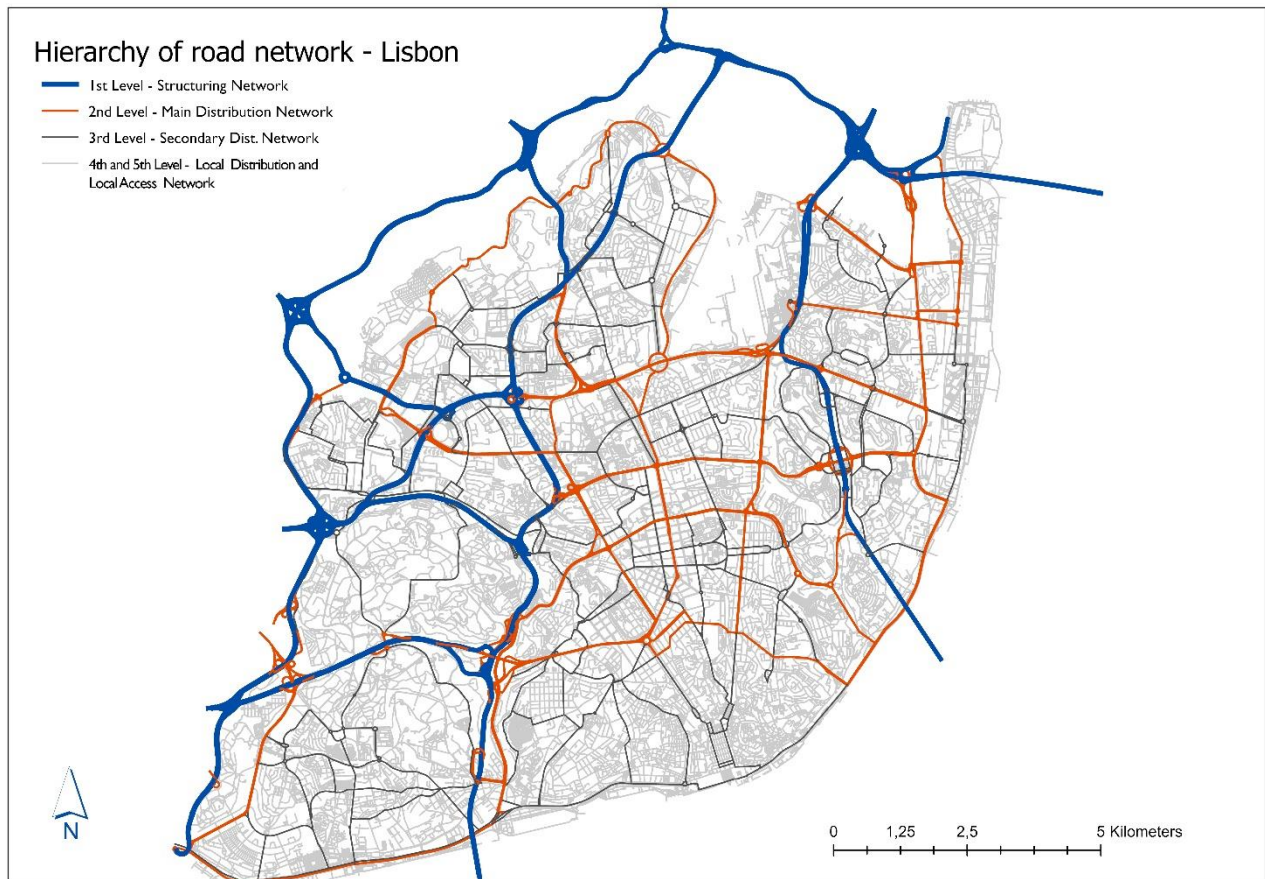 Hierarchy of road network - Lisbon
1st Level - Structuring Network
2nd Level - Main Distribution Network
3rd Level - Secondary Dist. Network
4th and 5th Level - Local Distribution and
Local Access Network
N
0 1,25 2,5 5 Kilometers